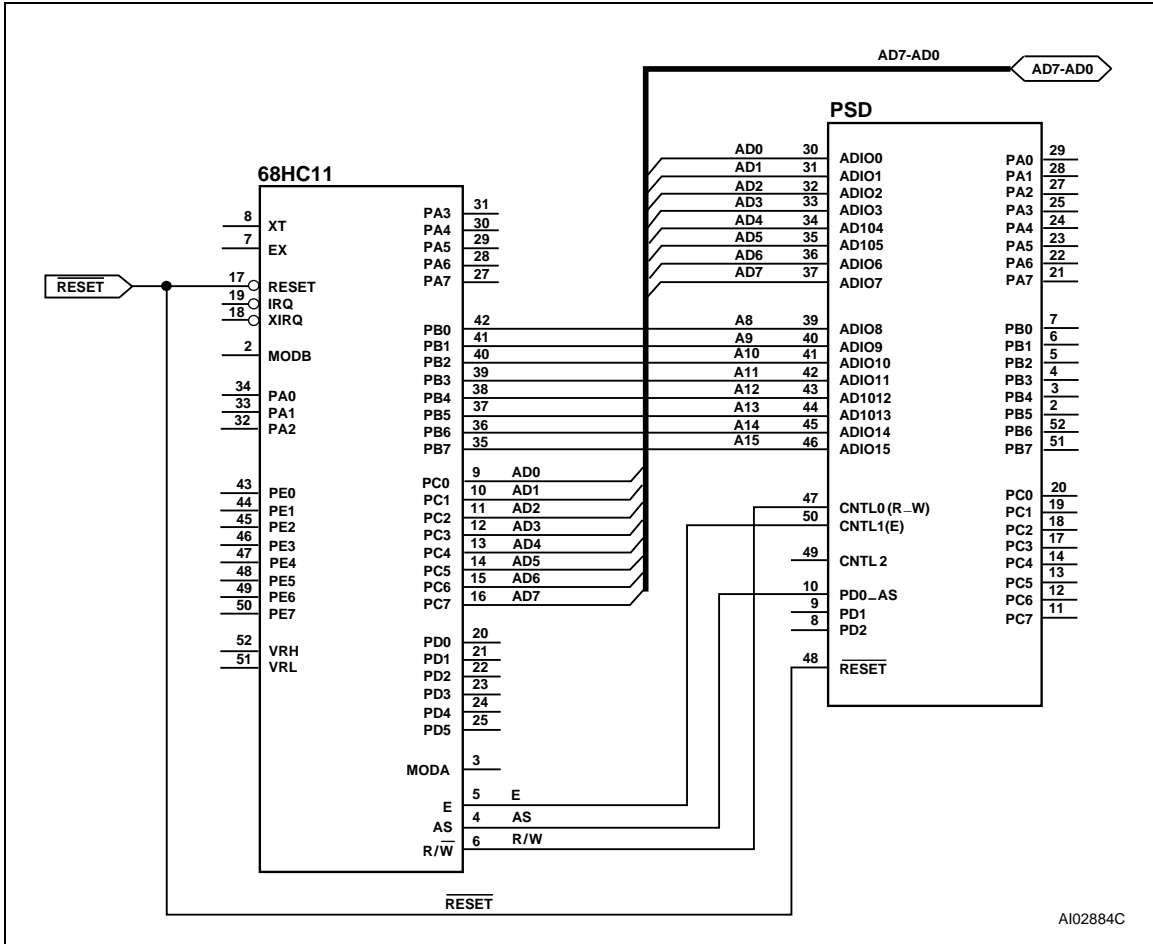 AD7-AD0
AD7-AD0
PSD
68HC11
RESET
8 XT
7 EX
17 RESET
19 IRQ
18 XIRQ
2 MODB
34 PA0
33 PA1
32 PA2
43 PE0
44 PE1
45 PE2
46 PE3
47 PE4
48 PE5
49 PE6
50 PE7
52 VRH
51 VRL
PA3 31
PA4 30
PA5 29
PA6 28
PA7 27
PB0 42
PB1 41
PB2 40
PB3 39
PB4 38
PB5 37
PB6 36
PB7 35
PC0 9 AD0
PC1 10 AD1
PC2 11 AD2
PC3 12 AD3
PC4 13 AD4
PC5 14 AD5
PC6 15 AD6
PC7 16 AD7
PD0 20
PD1 21
PD2 22
PD3 23
PD4 24
PD5 25
MODA 3
E 5 E
AS 4 AS
R/W 6 R/W
AD0 30 ADIO0
AD1 31 ADIO1
AD2 32 ADIO2
AD3 33 ADIO3
AD4 34 AD104
AD5 35 AD105
AD6 36 ADIO6
AD7 37 ADIO7
A8 39 ADIO8
A9 40 ADIO9
A10 41 ADIO10
A11 42 ADIO11
A12 43 AD1012
A13 44 AD1013
A14 45 ADIO14
A15 46 ADIO15
47 CNTL0 (R_W)
50 CNTL1(E)
49 CNTL 2
10 PD0_AS
9 PD1
8 PD2
48 RESET
PA0 29
PA1 28
PA2 27
PA3 25
PA4 24
PA5 23
PA6 22
PA7 21
PB0 7
PB1 6
PB2 5
PB3 4
PB4 3
PB5 2
PB6 52
PB7 51
PC0 20
PC1 19
PC2 18
PC3 17
PC4 14
PC5 13
PC6 12
PC7 11
RESET
AI02884C